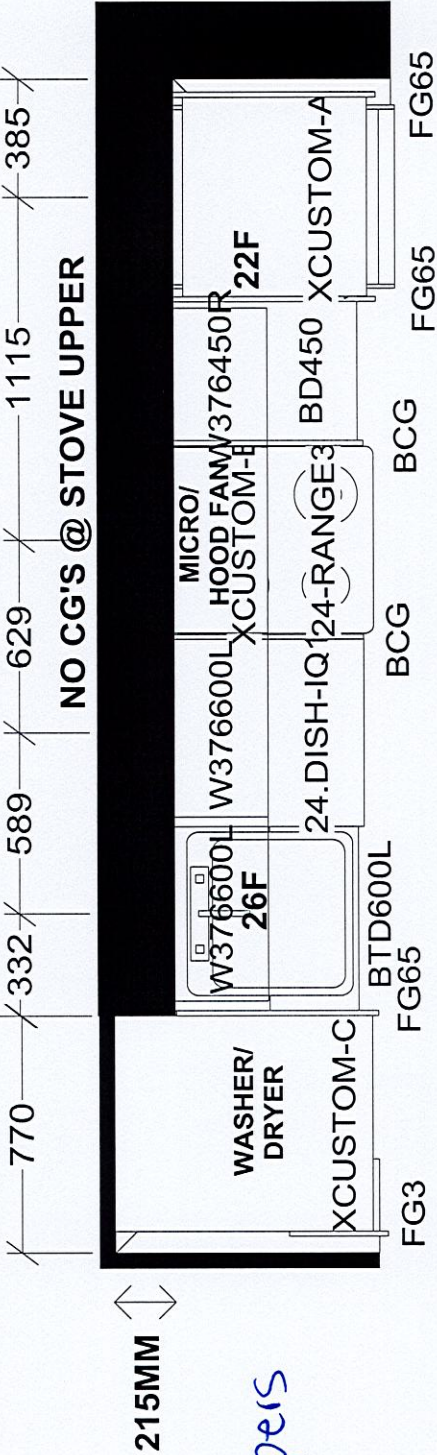 770 332 589 629 1115 385
NO CG'S @ STOVE UPPER
215MM
WASHER/
DRYER
XCUSTOM-C
FG3
W376600L
26F
BTD600L
FG65
W376600L
24.DISH-IQ1
MICRO/
HOOD FAN
XCUSTOM-B
24-RANGE3
BCG
BCG
W376450R
BD450
22F
XCUSTOM-A
FG65
FG65